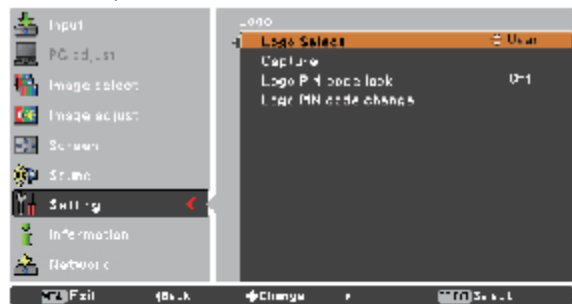 Input
PC adjust
Image select
Image adjust
Screen
Sound
Setting
Information
Network
Logo
Logo Select User
Capture
Logo PIN code lock Off
Logo PIN code change
Exit Back Change Select